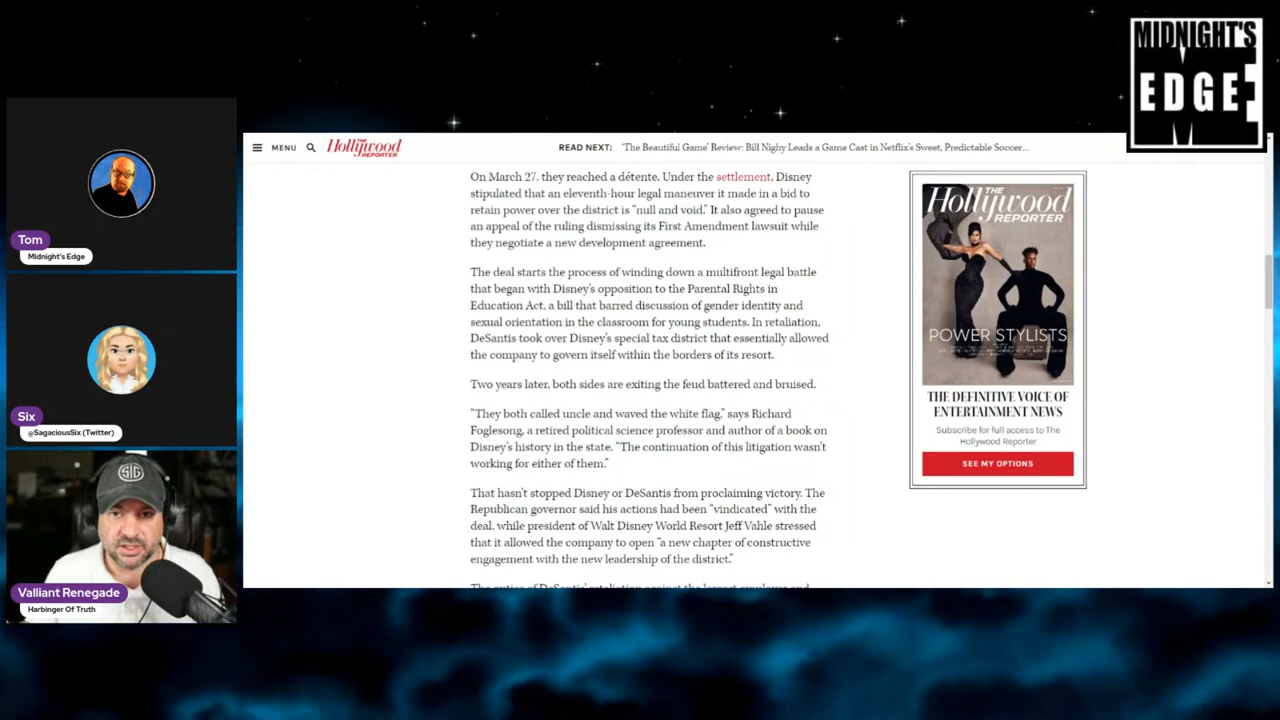 MIDNIGHT'S
EDGE
Tom
Midnight's Edge
Six
@SagaciousSix (Twitter)
SIG
Valliant Renegade
Harbinger Of Truth
MENU
The Hollywood
REPORTER
READ NEXT: 'The Beautiful Game' Review: Bill Nighy Leads a Game Cast in Netflix's Sweet, Predictable Soccer...
On March 27, they reached a détente. Under the settlement, Disney
stipulated that an eleventh-hour legal maneuver it made in a bid to
retain power over the district is "null and void." It also agreed to pause
an appeal of the ruling dismissing its First Amendment lawsuit while
they negotiate a new development agreement.
The deal starts the process of winding down a multifront legal battle
that began with Disney's opposition to the Parental Rights in
Education Act, a bill that barred discussion of gender identity and
sexual orientation in the classroom for young students. In retaliation,
DeSantis took over Disney's special tax district that essentially allowed
the company to govern itself within the borders of its resort.
Two years later, both sides are exiting the feud battered and bruised.
"They both called uncle and waved the white flag," says Richard
Foglesong, a retired political science professor and author of a book on
Disney's history in the state. "The continuation of this litigation wasn't
working for either of them."
That hasn't stopped Disney or DeSantis from proclaiming victory. The
Republican governor said his actions had been "vindicated" with the
deal, while president of Walt Disney World Resort Jeff Vahle stressed
that it allowed the company to open "a new chapter of constructive
engagement with the new leadership of the district."
THE
Hollywood
REPORTER
POWER STYLISTS
THE DEFINITIVE VOICE OF
ENTERTAINMENT NEWS
Subscribe for full access to The
Hollywood Reporter
SEE MY OPTIONS